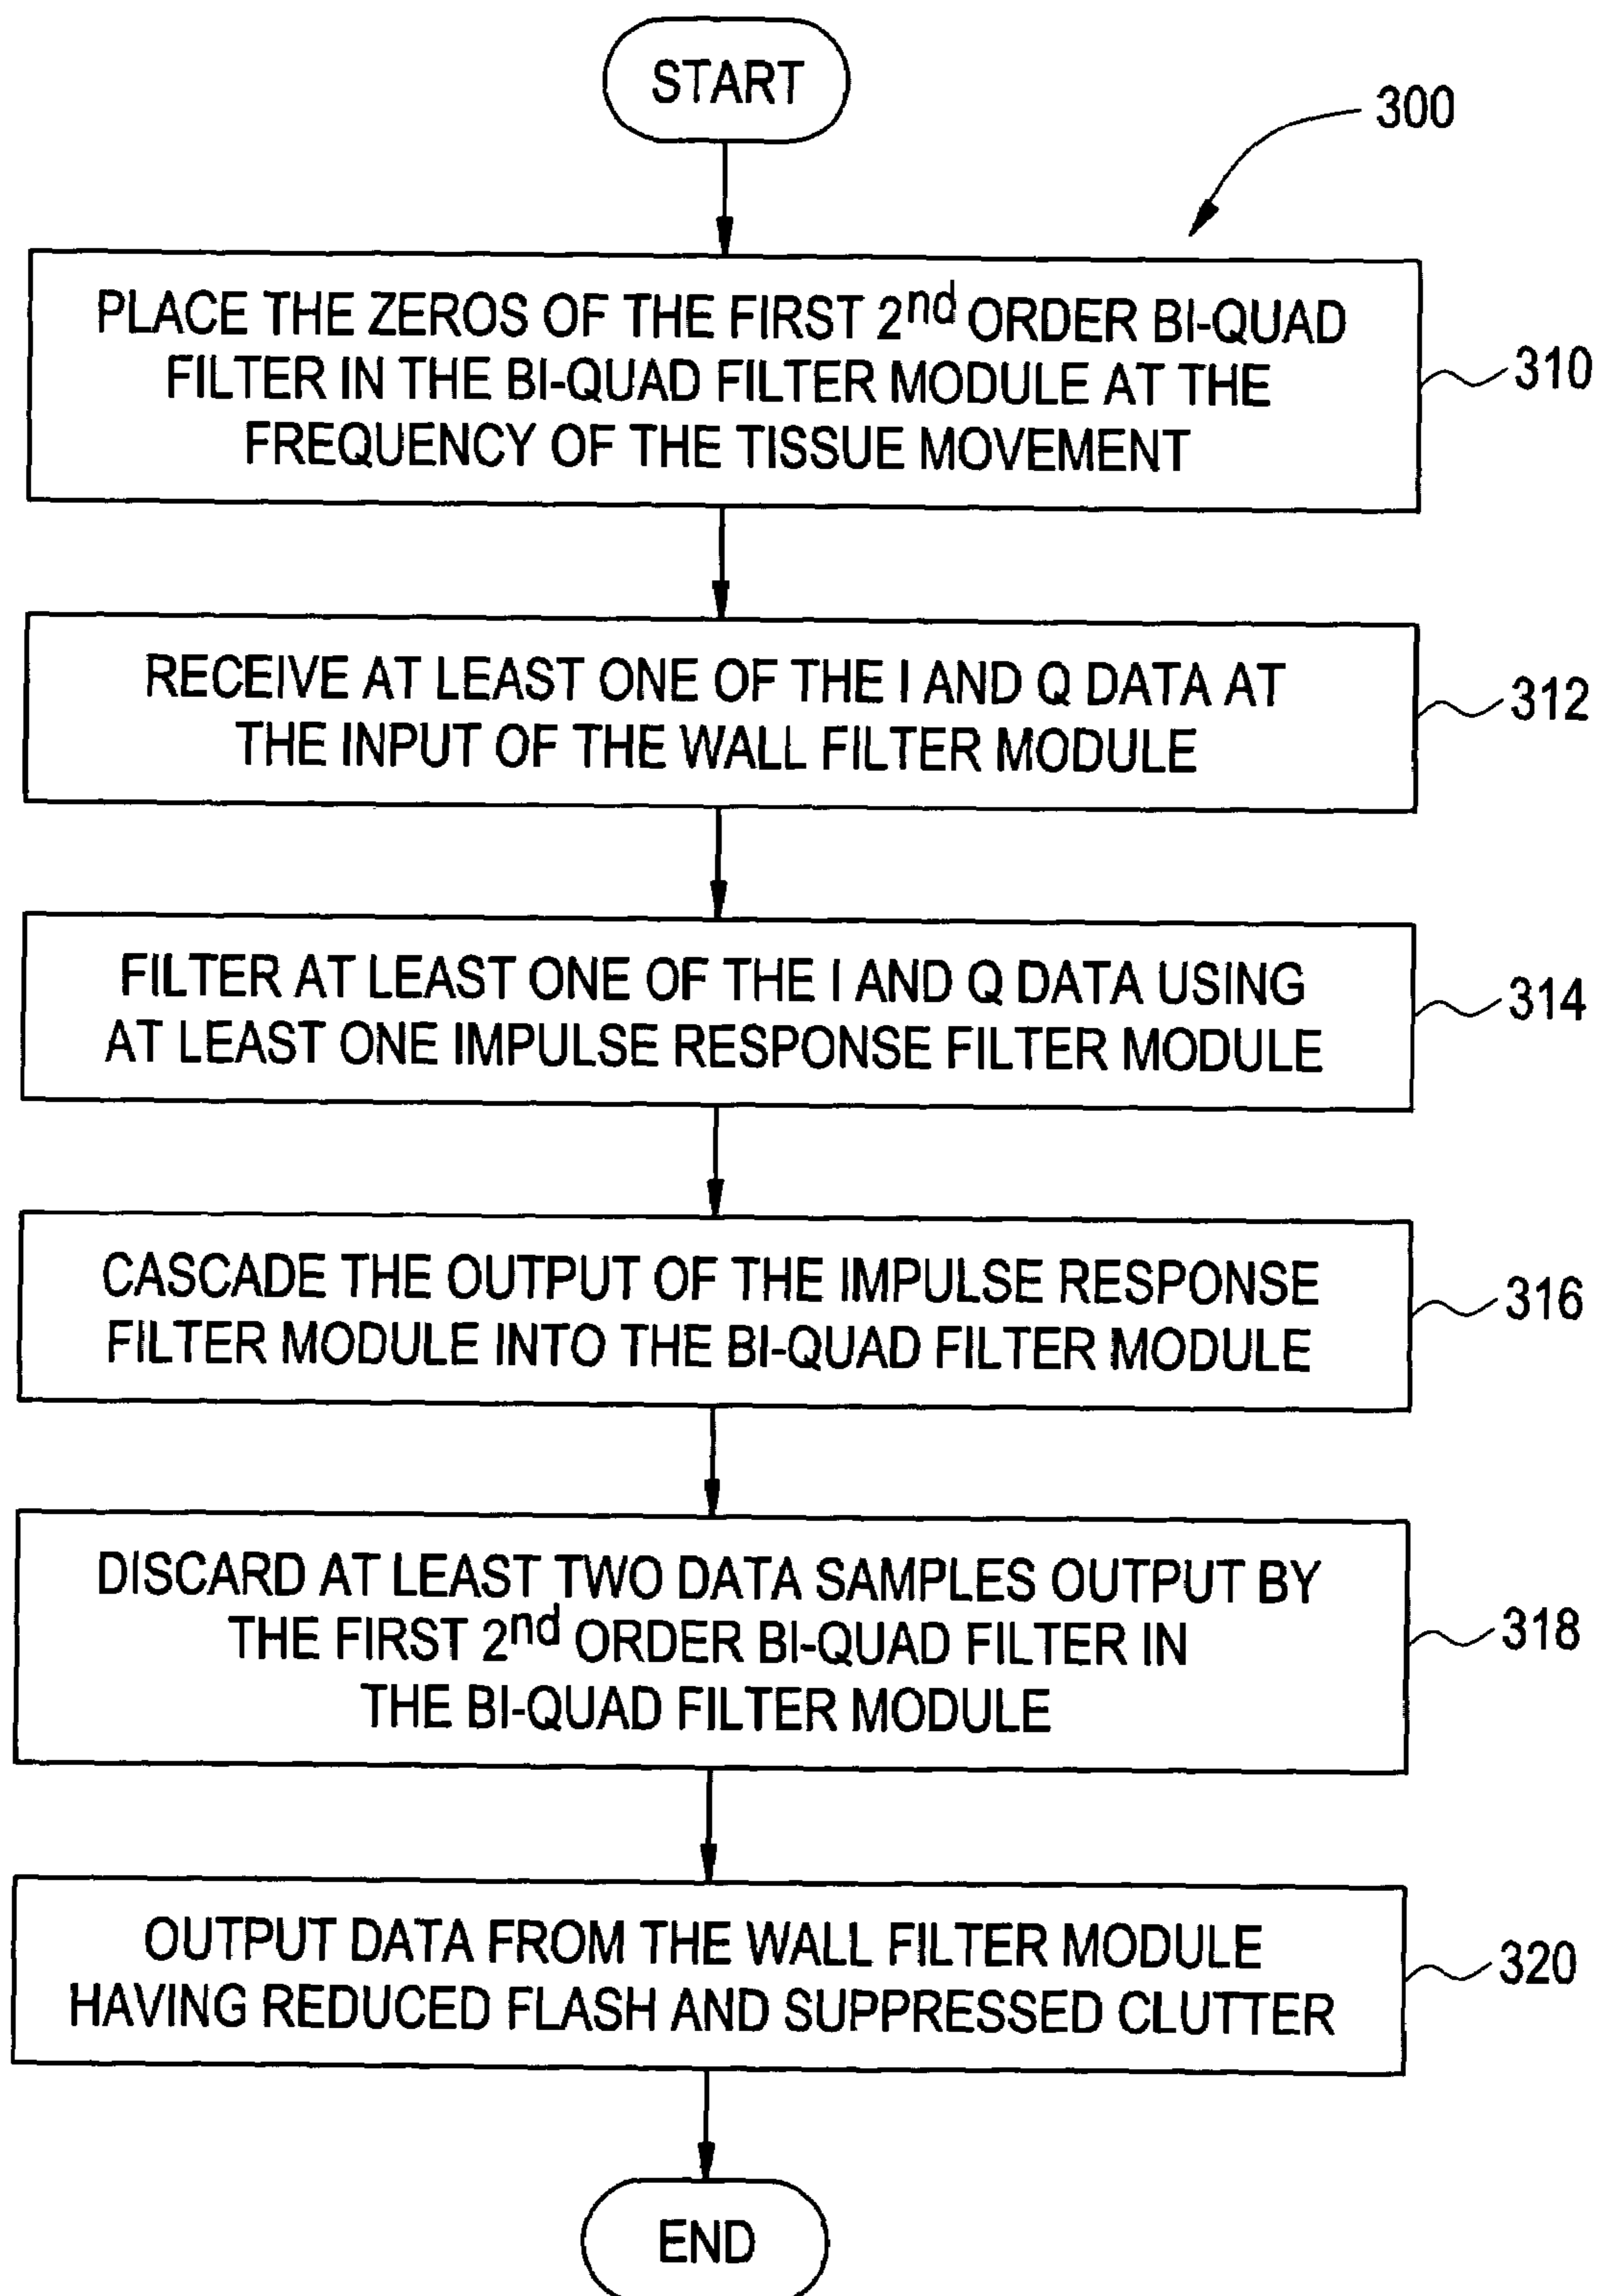 START
300
PLACE THE ZEROS OF THE FIRST 2nd ORDER BI-QUAD
FILTER IN THE BI-QUAD FILTER MODULE AT THE
FREQUENCY OF THE TISSUE MOVEMENT
310
RECEIVE AT LEAST ONE OF THE I AND Q DATA AT
THE INPUT OF THE WALL FILTER MODULE
312
FILTER AT LEAST ONE OF THE I AND Q DATA USING
AT LEAST ONE IMPULSE RESPONSE FILTER MODULE
314
CASCADE THE OUTPUT OF THE IMPULSE RESPONSE
FILTER MODULE INTO THE BI-QUAD FILTER MODULE
316
DISCARD AT LEAST TWO DATA SAMPLES OUTPUT BY
THE FIRST 2nd ORDER BI-QUAD FILTER IN
THE BI-QUAD FILTER MODULE
318
OUTPUT DATA FROM THE WALL FILTER MODULE
HAVING REDUCED FLASH AND SUPPRESSED CLUTTER
320
END